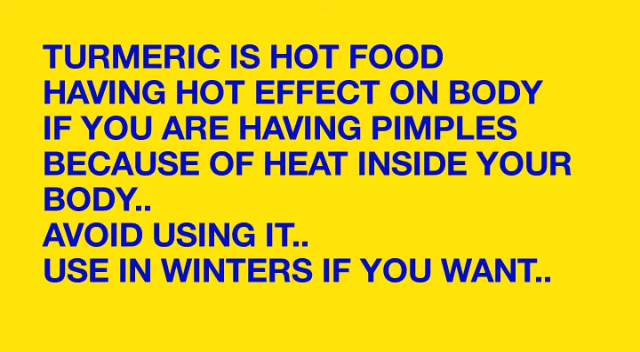 TURMERIC IS HOT FOOD
HAVING HOT EFFECT ON BODY
IF YOU ARE HAVING PIMPLES
BECAUSE OF HEAT INSIDE YOUR
BODY..
AVOID USING IT..
USE IN WINTERS IF YOU WANT..